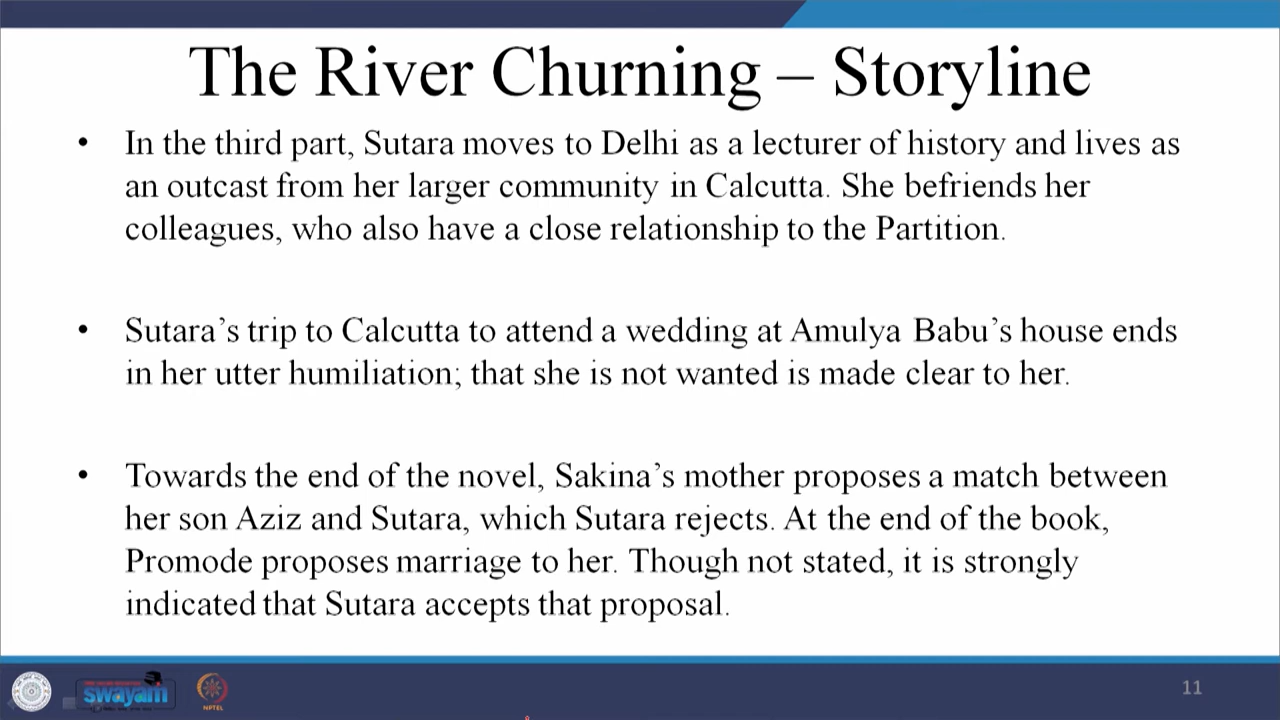 The River Churning – Storyline
• In the third part, Sutara moves to Delhi as a lecturer of history and lives as
an outcast from her larger community in Calcutta. She befriends her
colleagues, who also have a close relationship to the Partition.
• Sutara’s trip to Calcutta to attend a wedding at Amulya Babu’s house ends
in her utter humiliation; that she is not wanted is made clear to her.
• Towards the end of the novel, Sakina’s mother proposes a match between
her son Aziz and Sutara, which Sutara rejects. At the end of the book,
Promode proposes marriage to her. Though not stated, it is strongly
indicated that Sutara accepts that proposal.
swayam
NPTEL
11